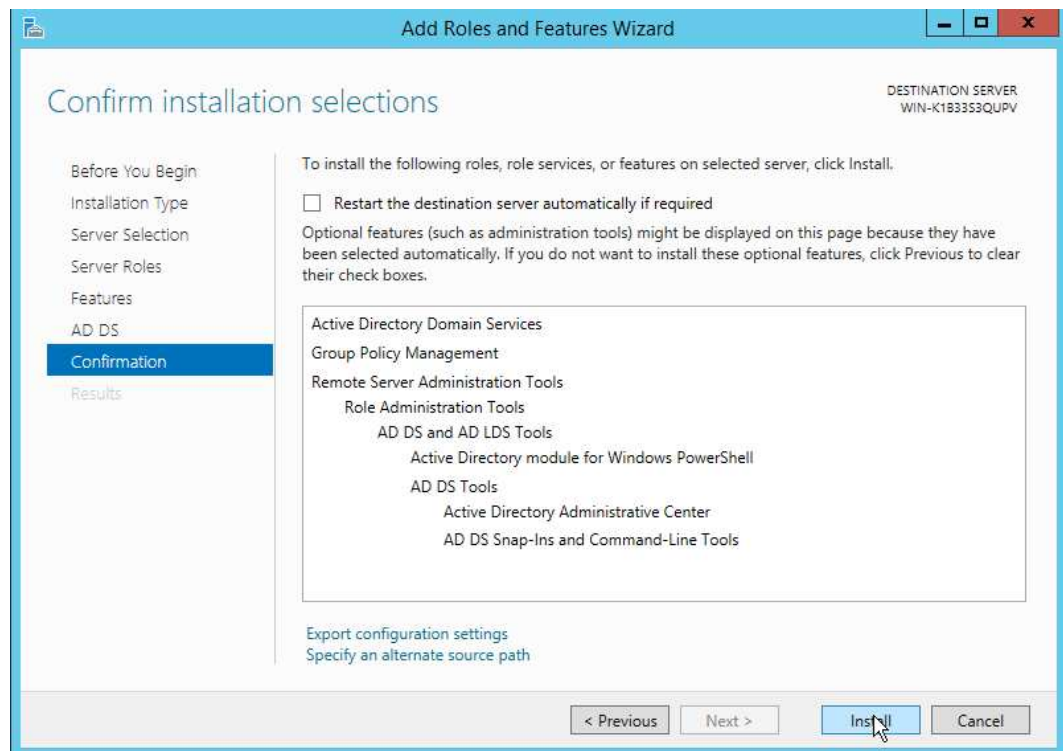 Add Roles and Features Wizard
Confirm installation selections
DESTINATION SERVER
WIN-K1B33S3QUPV
Before You Begin
Installation Type
Server Selection
Server Roles
Features
AD DS
Confirmation
Results
To install the following roles, role services, or features on selected server, click Install.
Restart the destination server automatically if required
Optional features (such as administration tools) might be displayed on this page because they have
been selected automatically. If you do not want to install these optional features, click Previous to clear
their check boxes.
Active Directory Domain Services
Group Policy Management
Remote Server Administration Tools
Role Administration Tools
AD DS and AD LDS Tools
Active Directory module for Windows PowerShell
AD DS Tools
Active Directory Administrative Center
AD DS Snap-Ins and Command-Line Tools
Export configuration settings
Specify an alternate source path
< Previous
Next >
Install
Cancel